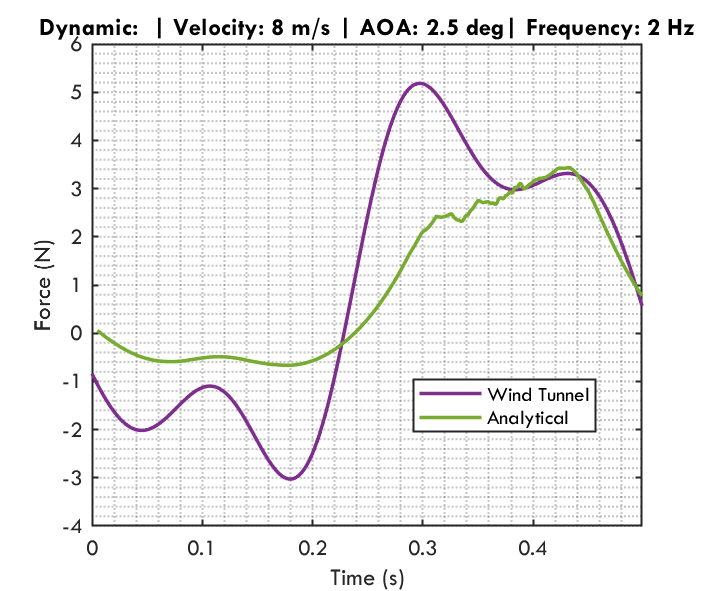 Dynamic:  | Velocity: 8 m/s | AOA: 2.5 deg| Frequency: 2 Hz
6
5
4
3
2
1
0
-1
-2
-3
-4
Force (N)
Wind Tunnel
Analytical
0 0.1 0.2 0.3 0.4
Time (s)